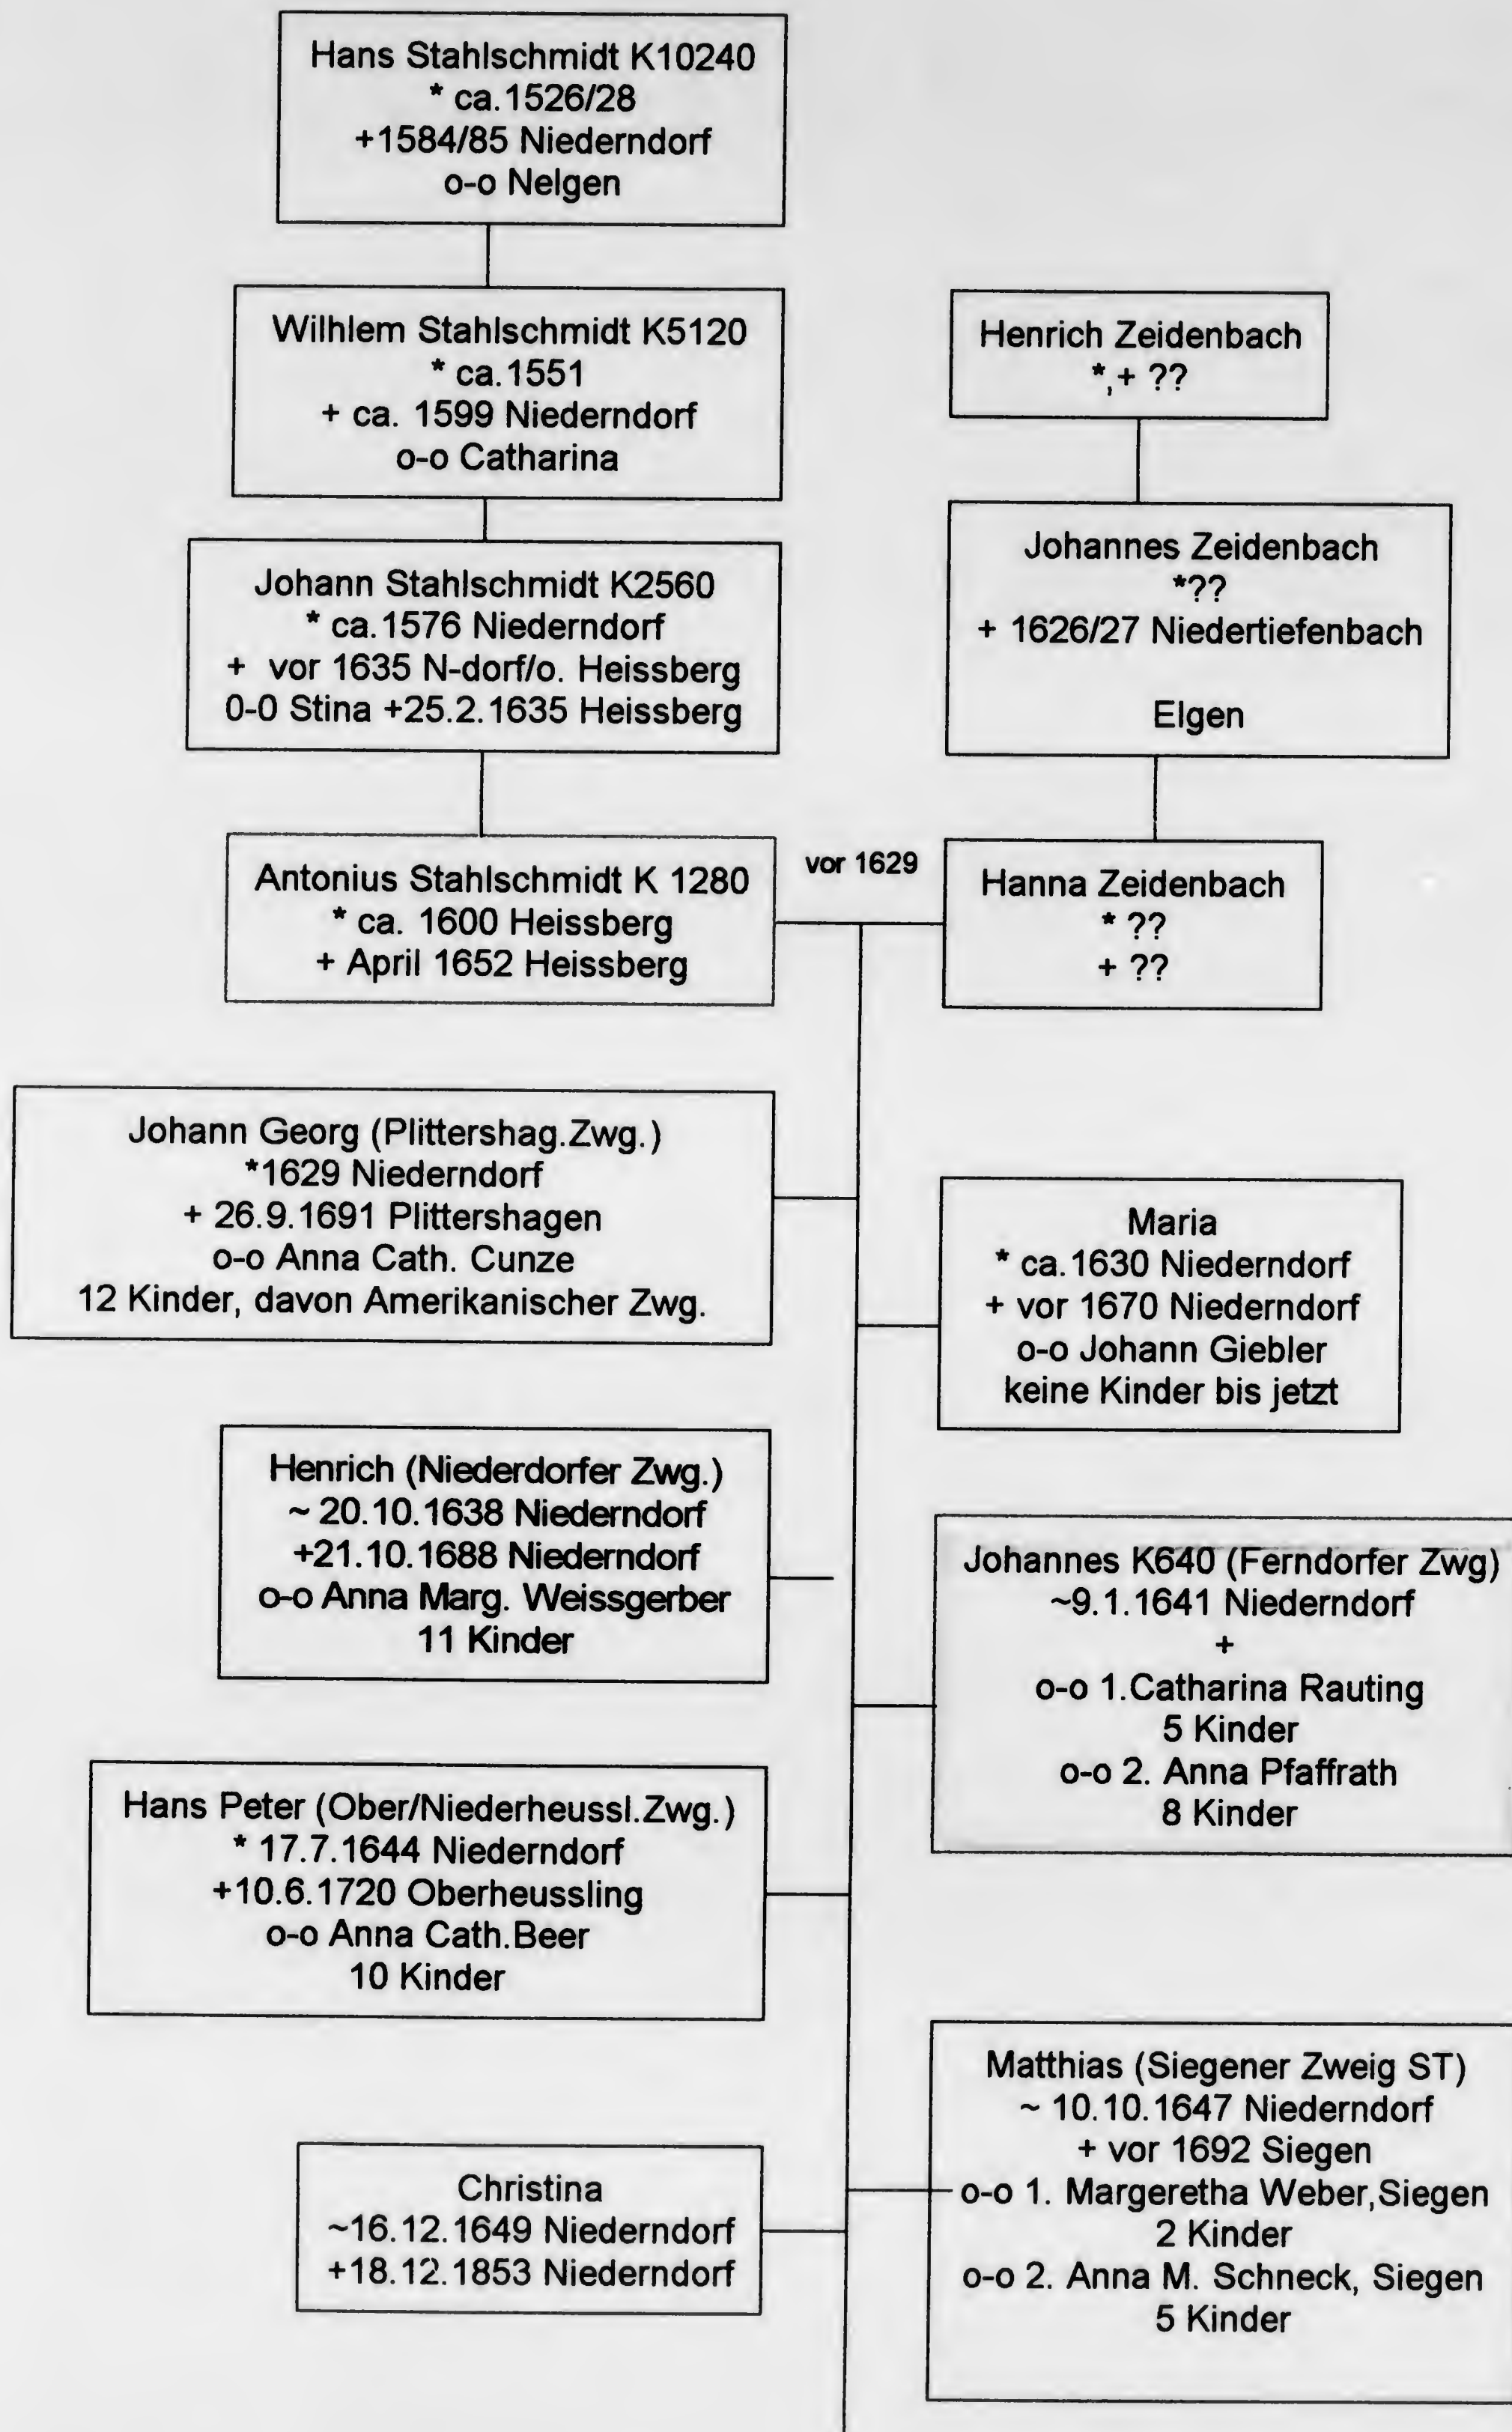 Hans Stahlschmidt K10240
* ca.1526/28
+1584/85 Niederndorf
o-o Nelgen
Wilhlem Stahlschmidt K5120
* ca.1551
+ ca. 1599 Niederndorf
o-o Catharina
Henrich Zeidenbach
*,+ ??
Johann Stahlschmidt K2560
* ca.1576 Niederndorf
+ vor 1635 N-dorf/o. Heissberg
0-0 Stina +25.2.1635 Heissberg
Johannes Zeidenbach
*??
+ 1626/27 Niedertiefenbach
Elgen
Antonius Stahlschmidt K 1280
* ca. 1600 Heissberg
+ April 1652 Heissberg
vor 1629
Hanna Zeidenbach
* ??
+ ??
Johann Georg (Plittershag.Zwg.)
*1629 Niederndorf
+ 26.9.1691 Plittershagen
o-o Anna Cath. Cunze
12 Kinder, davon Amerikanischer Zwg.
Maria
* ca.1630 Niederndorf
+ vor 1670 Niederndorf
o-o Johann Giebler
keine Kinder bis jetzt
Henrich (Niederdorfer Zwg.)
~ 20.10.1638 Niederndorf
+21.10.1688 Niederndorf
o-o Anna Marg. Weissgerber
11 Kinder
Johannes K640 (Ferndorfer Zwg)
~9.1.1641 Niederndorf
+
o-o 1.Catharina Rauting
5 Kinder
o-o 2. Anna Pfaffrath
8 Kinder
Hans Peter (Ober/Niederheussl.Zwg.)
* 17.7.1644 Niederndorf
+10.6.1720 Oberheussling
o-o Anna Cath.Beer
10 Kinder
Matthias (Siegener Zweig ST)
~ 10.10.1647 Niederndorf
+ vor 1692 Siegen
o-o 1. Margeretha Weber,Siegen
2 Kinder
o-o 2. Anna M. Schneck, Siegen
5 Kinder
Christina
~16.12.1649 Niederndorf
+18.12.1853 Niederndorf